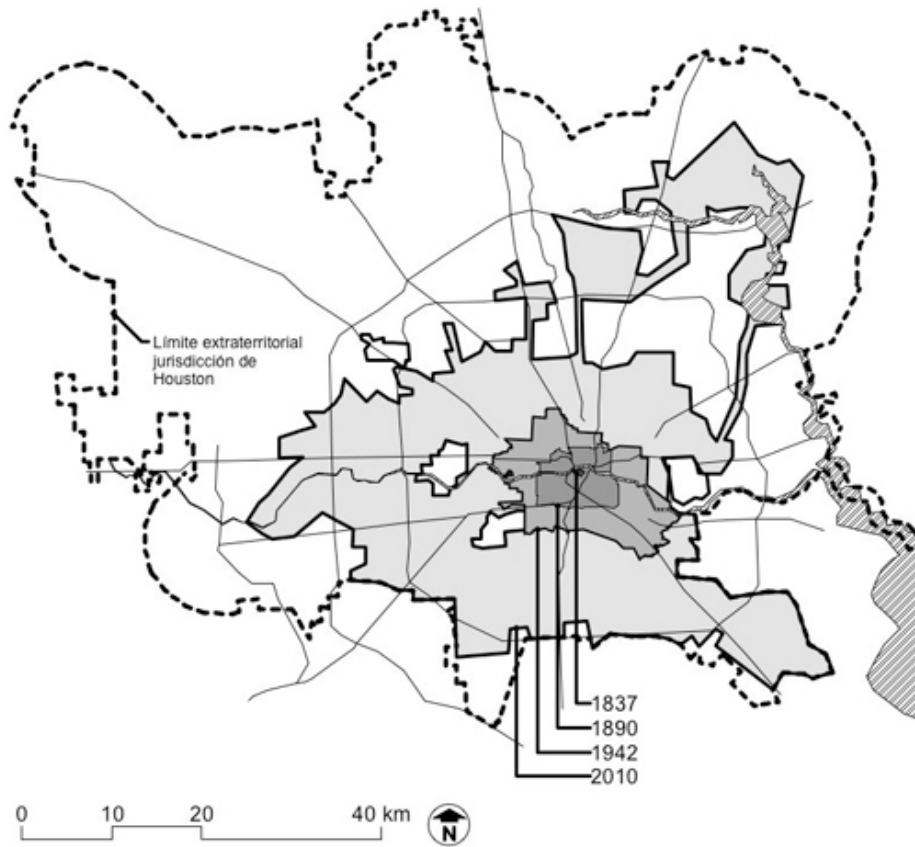 Límite extraterritorial
jurisdicción de
Houston
1837
1890
1942
2010
0 10 20 40 km
N